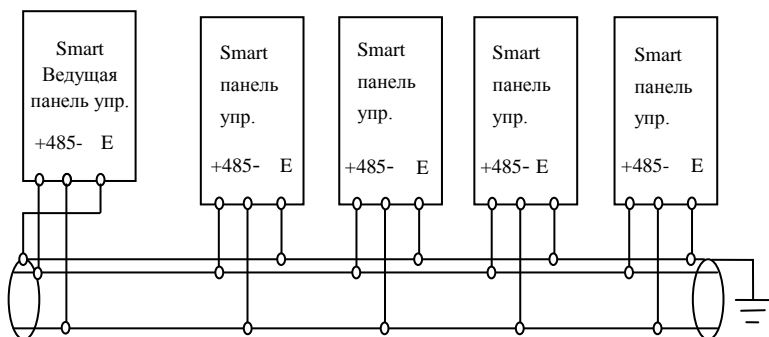 Smart
Ведущая
панель упр.
+485- E
Smart
панель
упр.
+485- E
Smart
панель
упр.
+485- E
Smart
панель
упр.
+485- E
Smart
панель
упр.
+485- E